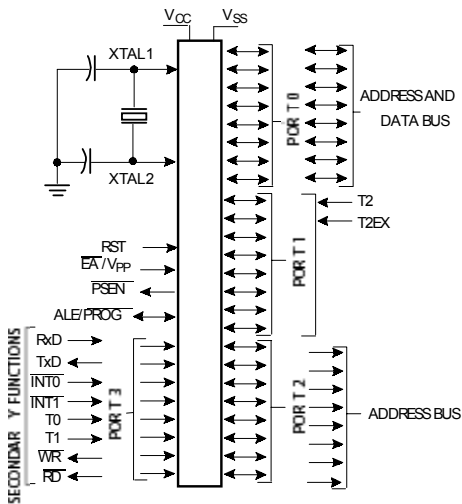 VCC VSS
XTAL1
XTAL2
PORT 0
ADDRESS AND
DATA BUS
T2
T2EX
PORT 1
RST
EA/VPP
PSEN
ALE/PROG
SECONDAR Y FUNCTIONS
RxD
TxD
INT0
INT1
T0
T1
WR
RD
PORT 3
PORT 2
ADDRESS BUS